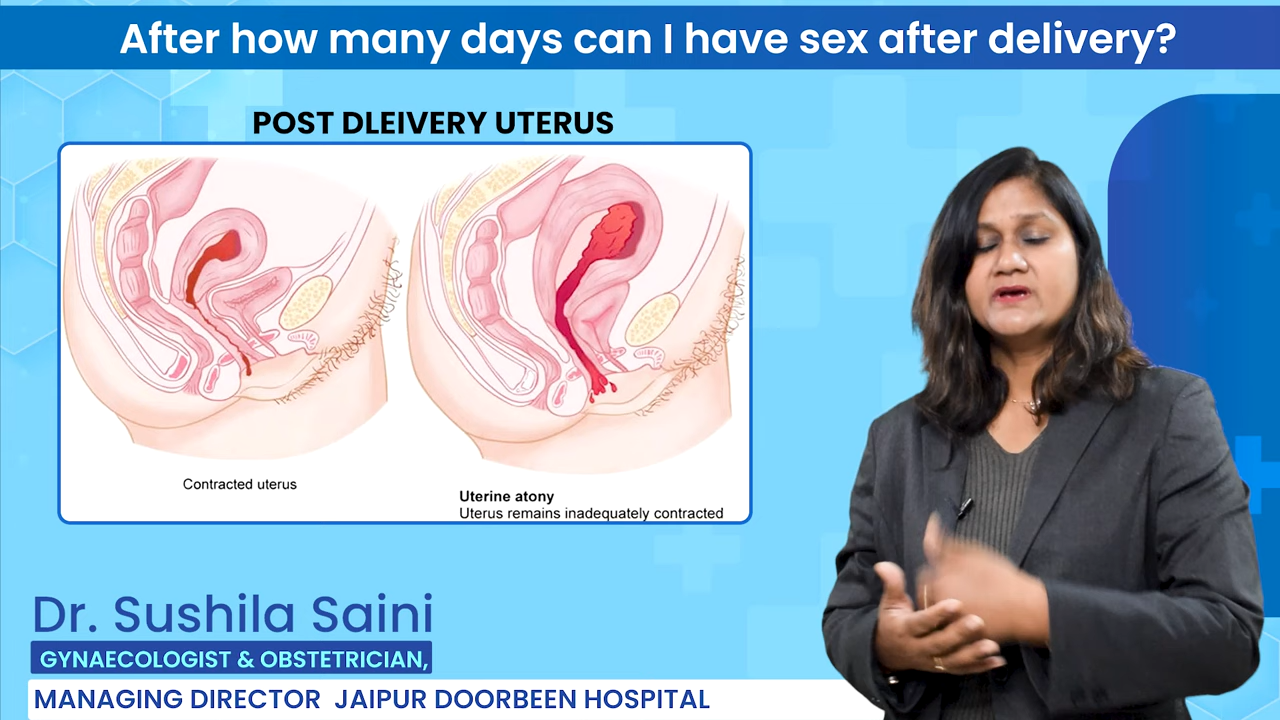 After how many days can I have sex after delivery?
POST DLEIVERY UTERUS
Contracted uterus
Uterine atony
Uterus remains inadequately contracted
Dr. Sushila Saini
GYNAECOLOGIST & OBSTETRICIAN,
MANAGING DIRECTOR JAIPUR DOORBEEN HOSPITAL